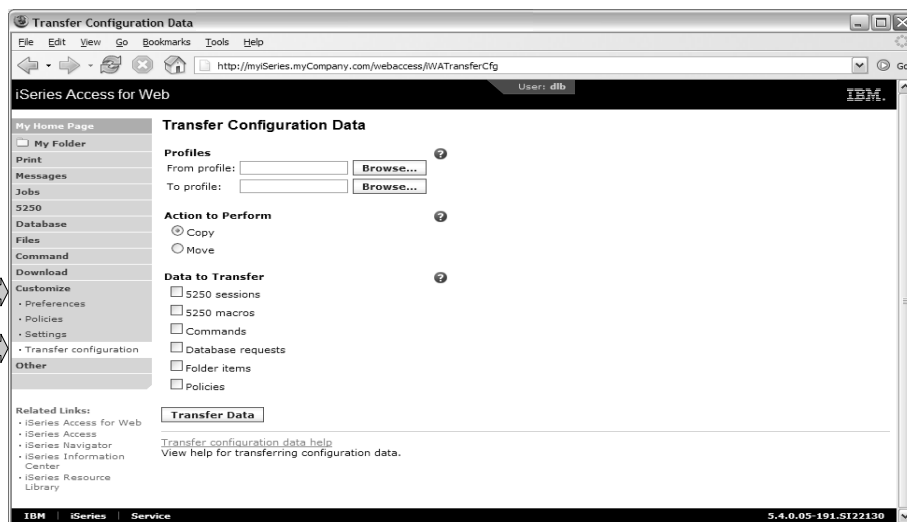 Transfer Configuration Data
File Edit View Go Bookmarks Tools Help
http://myiSeries.myCompany.com/webaccess/iWATransferCfg
Go
iSeries Access for Web
User: dlb
IBM.
My Home Page
My Folder
Print
Messages
Jobs
5250
Database
Files
Command
Download
Customize
• Preferences
• Policies
• Settings
• Transfer configuration
Other
Related Links:
• iSeries Access for Web
• iSeries Access
• iSeries Navigator
• iSeries Information
Center
• iSeries Resource
Library
Transfer Configuration Data
Profiles
From profile: Browse...
To profile: Browse...
Action to Perform
Copy
Move
Data to Transfer
5250 sessions
5250 macros
Commands
Database requests
Folder items
Policies
Transfer Data
Transfer configuration data help
View help for transferring configuration data.
IBM | iSeries | Service
5.4.0.05-191.SI22130